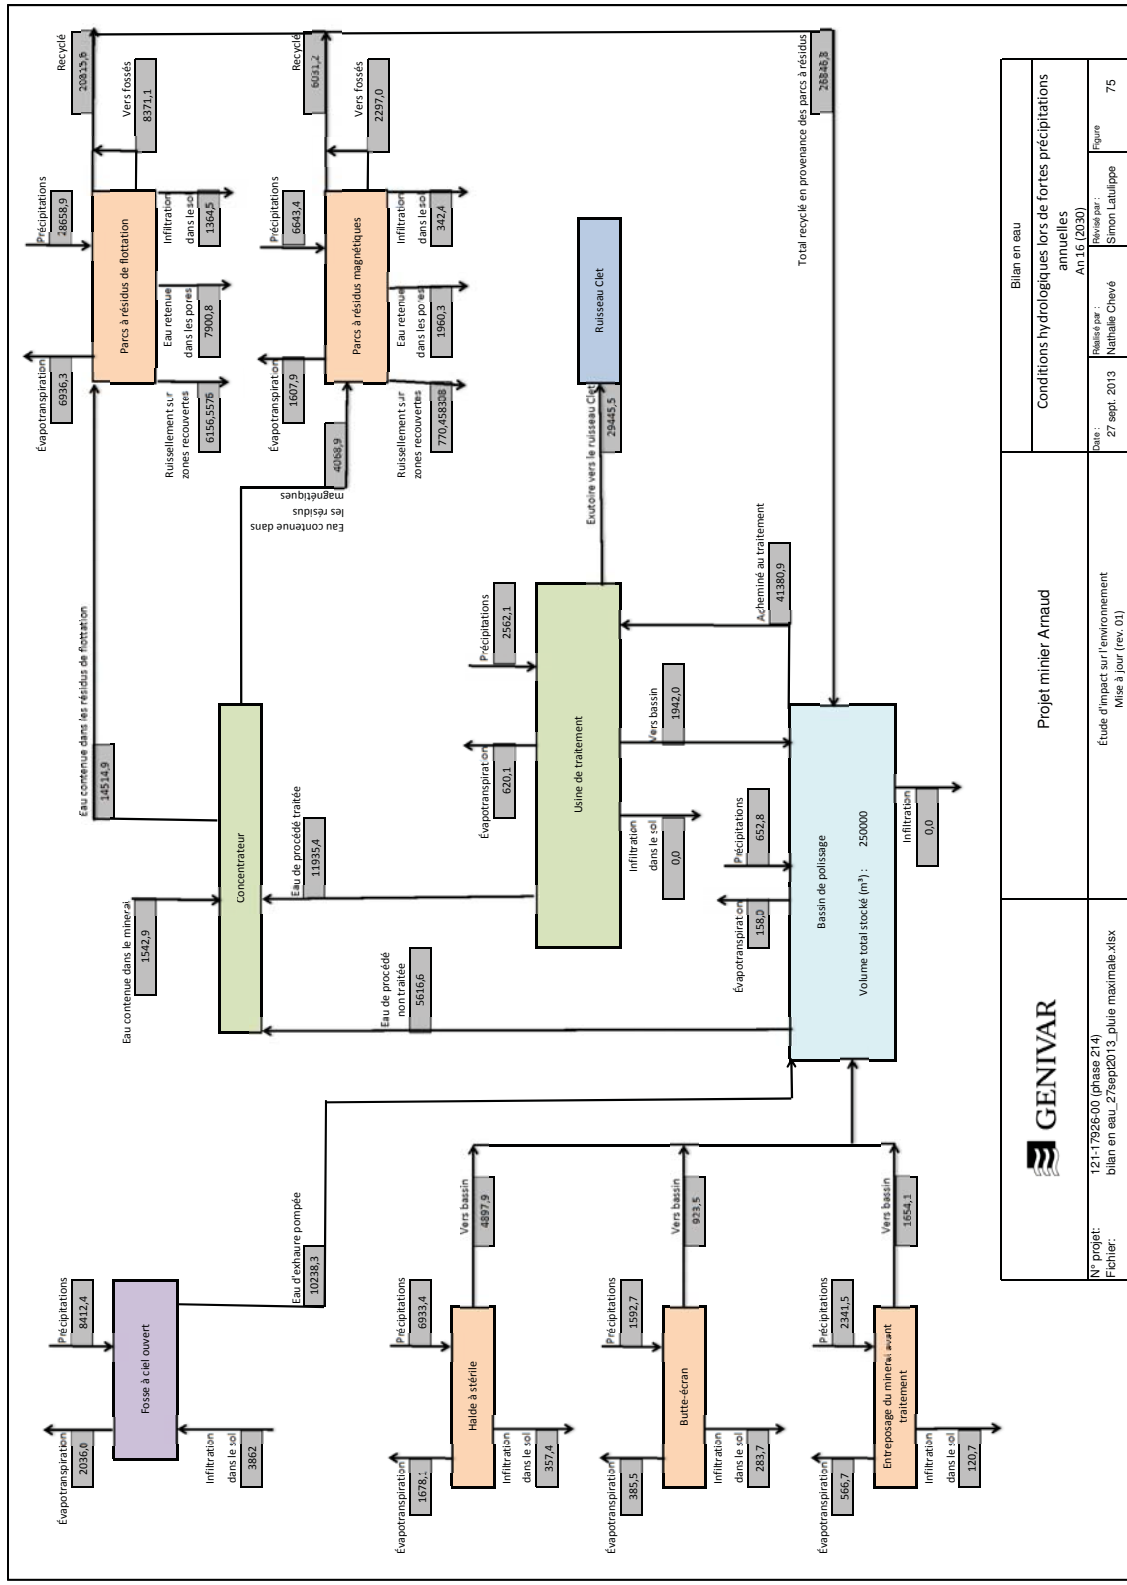 Évapotranspiration
2036,0
Précipitations
8412,4
Fosse à ciel ouvert
Infiltration
dans le sol
3862
Eau d'exhaure pompée
10238,3
Évapotranspiration
Précipitations
6933,4
Halde à stérile
Vers bassin
4897,9
Infiltration
dans le sol
357,4
Évapotranspiration
385,5
Précipitations
1592,7
Butte-écran
Vers bassin
923,5
Infiltration
dans le sol
283,7
Évapotranspiration
566,7
Précipitations
2341,5
Entreposage du minerai avant
traitement
Vers bassin
1654,1
Infiltration
dans le sol
120,7
Eau contenue dans le minerai
1542,9
Concentrateur
Eau contenue dans les résidus de flottation
14514,9
Eau de procédé traitée
11935,4
Eau de procédé
non traitée
5616,6
Eau contenue dans
les résidus
magnétiques
4068,9
Évapotranspiration
620,1
Précipitations
2562,1
Usine de traitement
Infiltration
dans le sol
0,0
Vers bassin
1942,0
Acheminé au traitement
41380,9
Exutoire vers le ruisseau Clet
29445,5
Ruisseau Clet
Évapotranspiration
158,0
Précipitations
652,8
Bassin de polissage
Volume total stocké (m³) : 250000
Infiltration
0,0
Évapotranspiration
6936,3
Précipitations
28658,9
Parcs à résidus de flottation
Recyclé
20815,6
Vers fossés
8371,1
Ruissellement sur
zones recouvertes
6156,5576
Eau retenue
dans les pores
7900,8
Infiltration
dans le sol
1364,5
Évapotranspiration
1607,9
Précipitations
6643,4
Parcs à résidus magnétiques
Recyclé
6031,2
Vers fossés
2297,0
Ruissellement sur
zones recouvertes
770,458308
Eau retenue
dans les pores
1960,3
Infiltration
dans le sol
342,4
Total recyclé en provenance des parcs à résidus
26846,8
GENIVAR
N° projet: 121-17926-00 (phase 214)
Fichier: bilan en eau_27sept2013_pluie maximale.xlsx
Projet minier Arnaud
Étude d'impact sur l'environnement
Mise à jour (rev. 01)
Bilan en eau
Conditions hydrologiques lors de fortes précipitations
annuelles
An 16 (2030)
Date :
27 sept. 2013
Réalisé par :
Nathalie Chevé
Révisé par :
Simon Latulippe
Figure
75